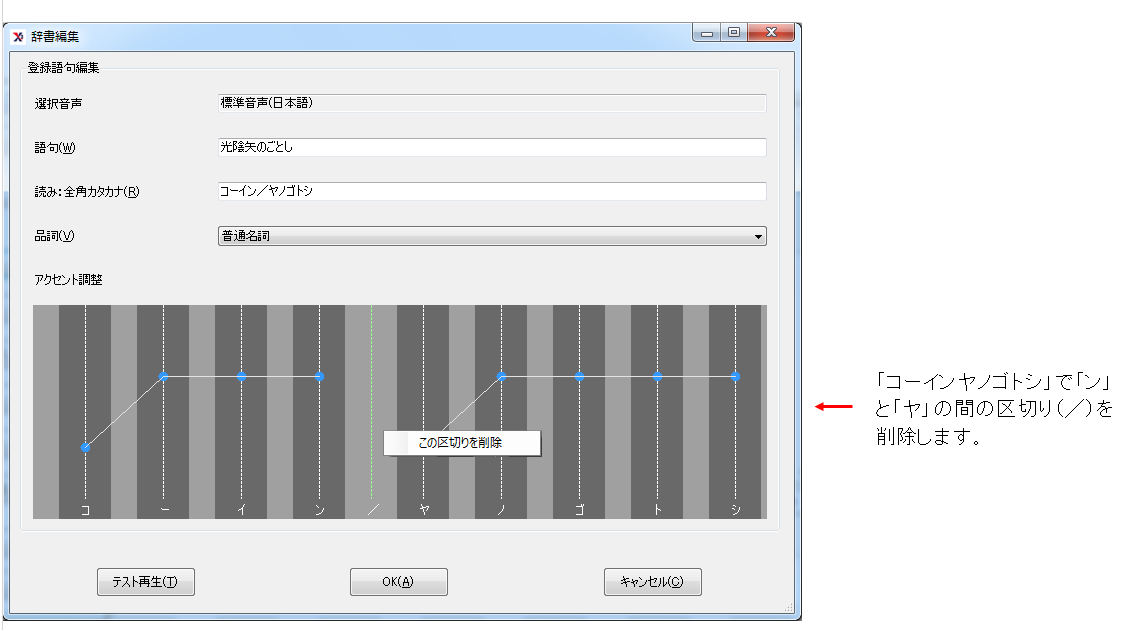 辞書編集
登録語句編集
選択音声
標準音声(日本語)
語句(W)
光陰矢のごとし
読み:全角カタカナ(R)
コーイン／ヤノゴトシ
品詞(V)
普通名詞
アクセント調整
この区切りを削除
コ ー イ ン ／ ヤ ノ ゴ ト シ
テスト再生(T)
OK(A)
キャンセル(C)
「コーインヤノゴトシ」で「ン」
と「ヤ」の間の区切り(／)を
削除します。